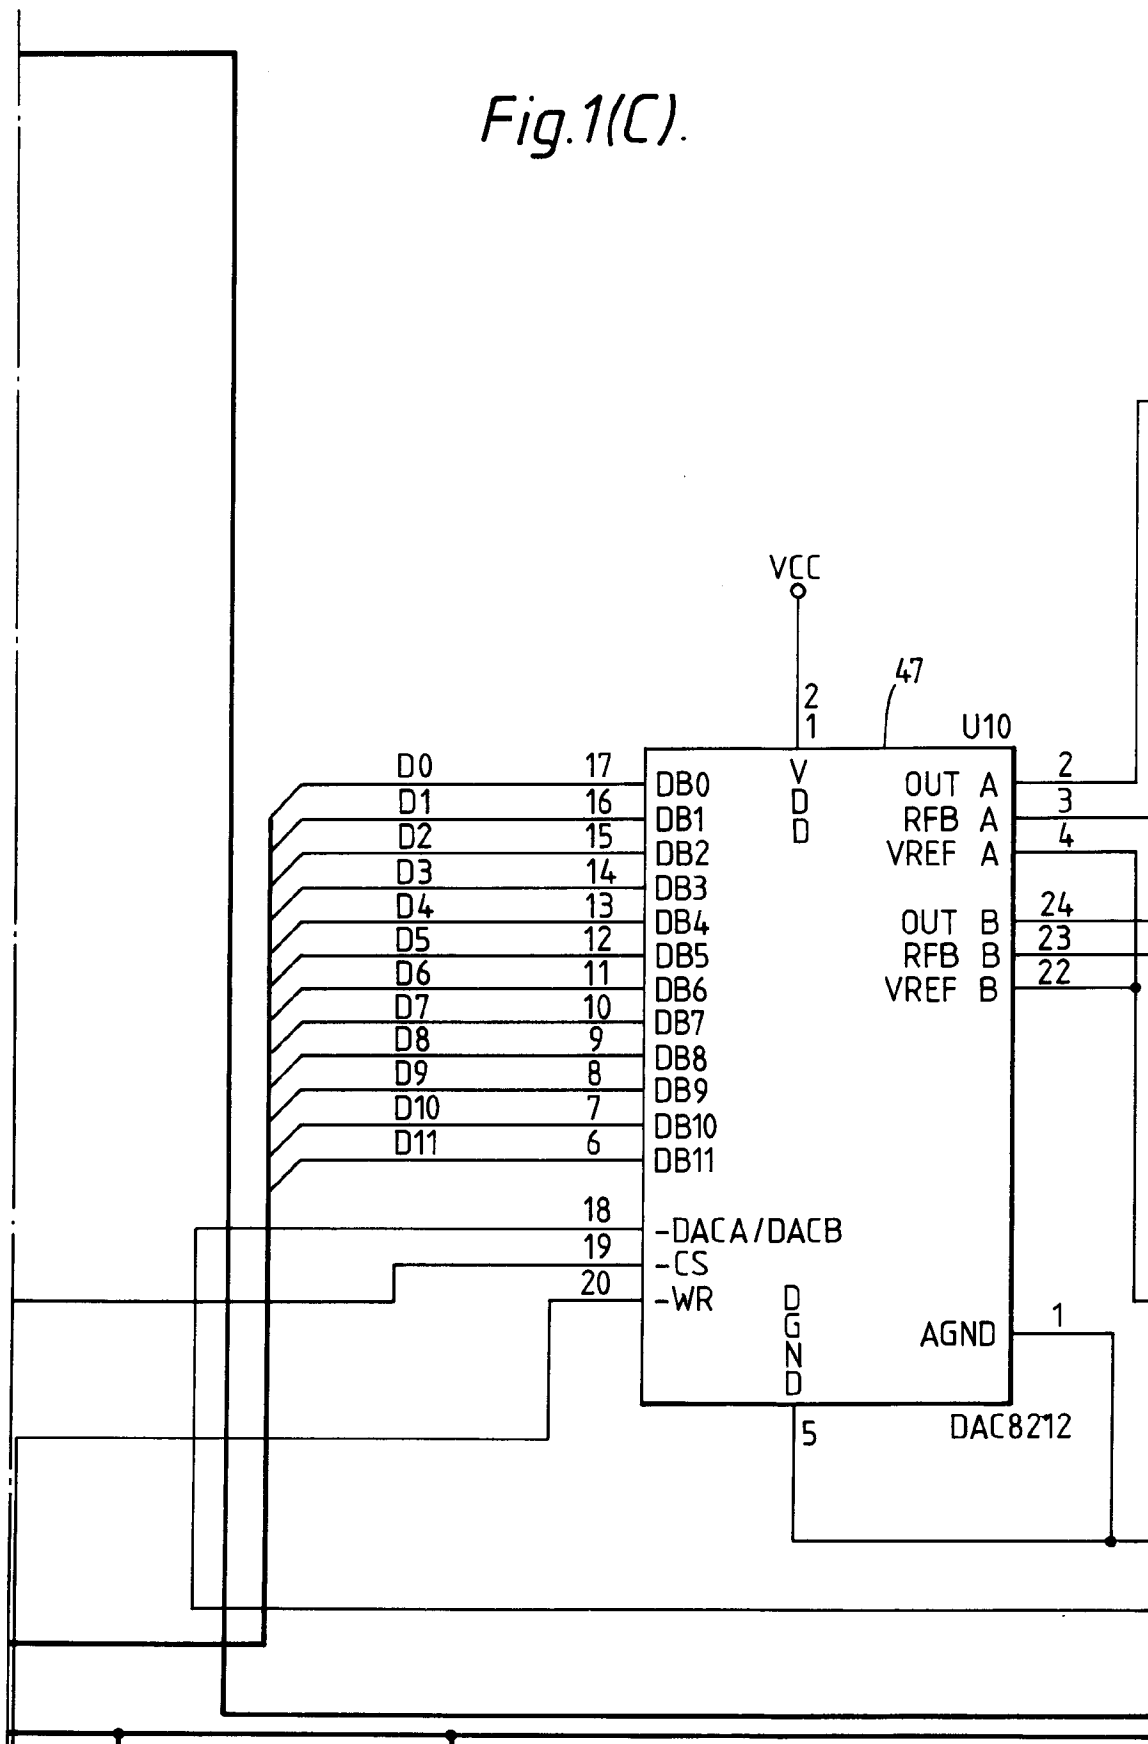 Fig.1(C).
VCC
47
2
1
U10
D0 17 DB0
D1 16 DB1
D2 15 DB2
D3 14 DB3
D4 13 DB4
D5 12 DB5
D6 11 DB6
D7 10 DB7
D8 9 DB8
D9 8 DB9
D10 7 DB10
D11 6 DB11
18 -DACA/DACB
19 -CS
20 -WR
VDD
OUT A 2
RFB A 3
VREF A 4
OUT B 24
RFB B 23
VREF B 22
DGND
AGND 1
5
DAC8212